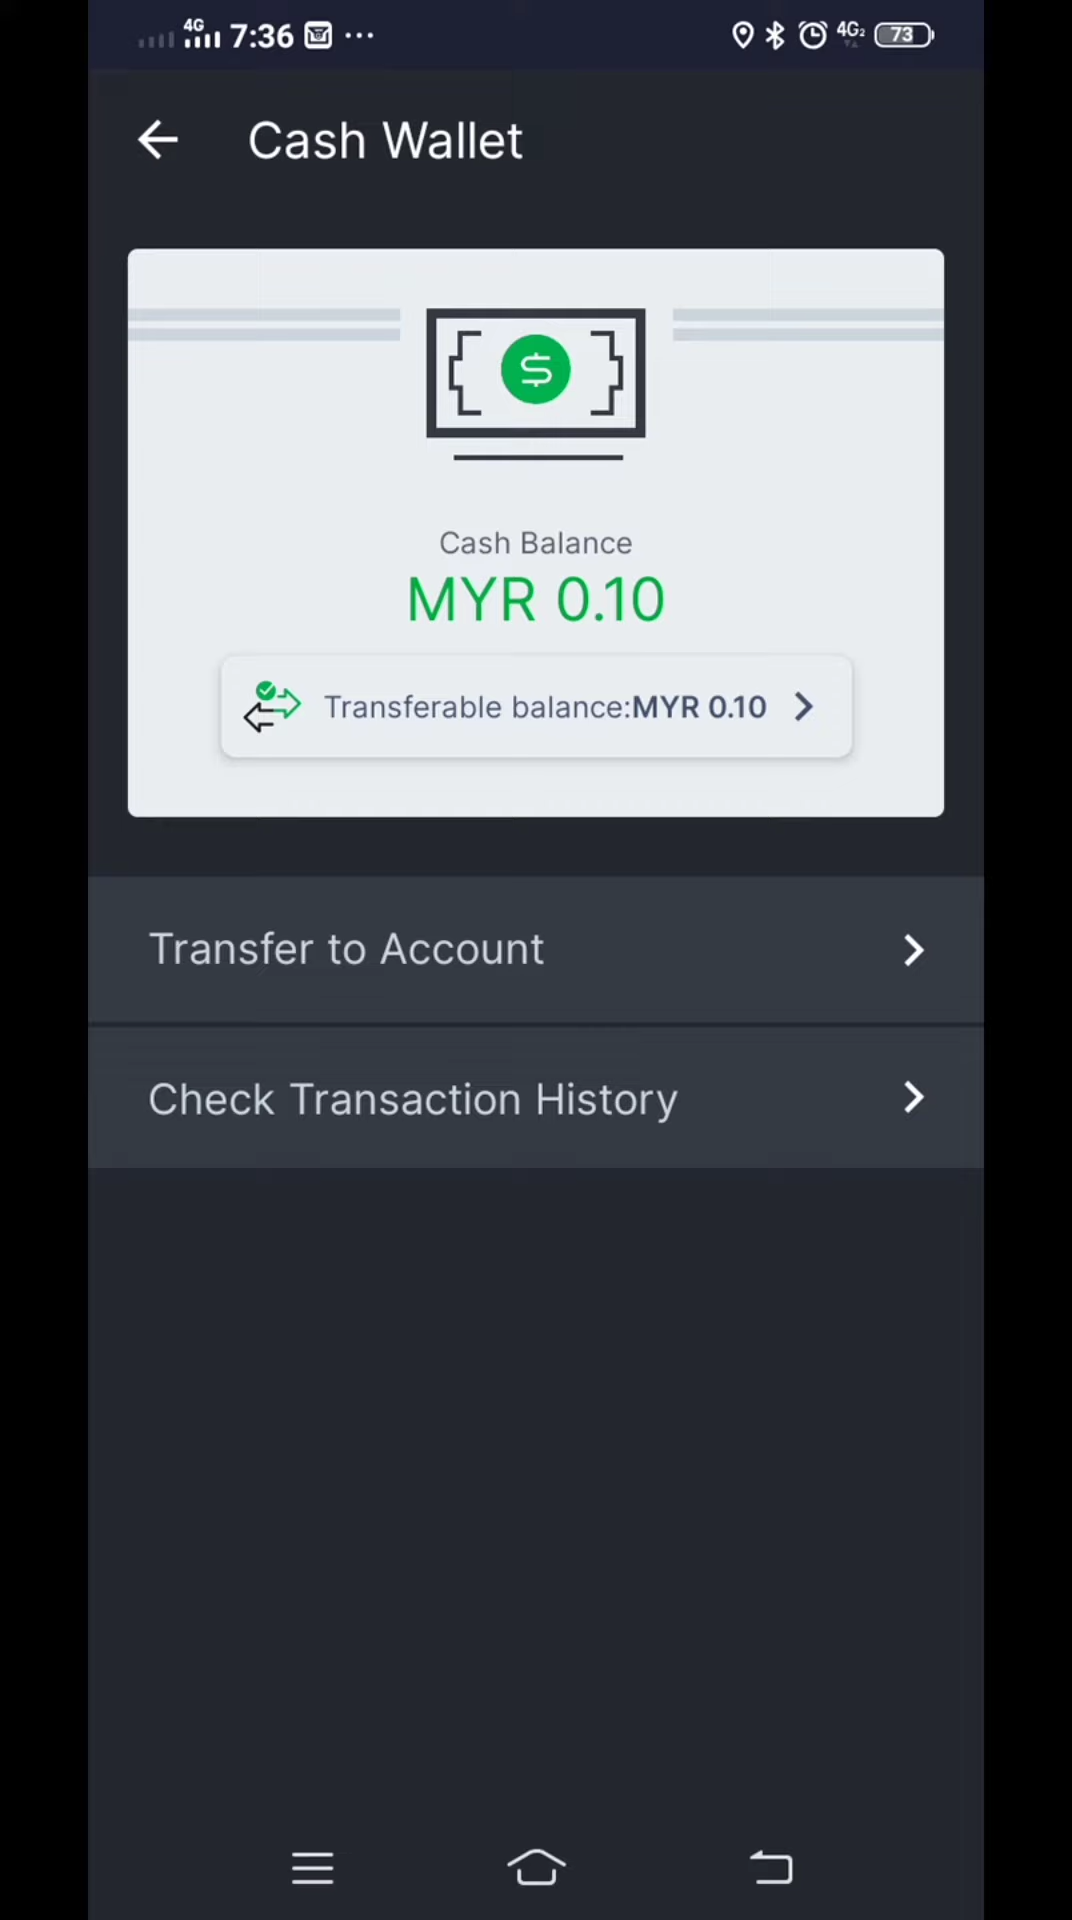 4G 7:36 ... 4G2 73
Cash Wallet
$
Cash Balance
MYR 0.10
Transferable balance:MYR 0.10
Transfer to Account
Check Transaction History